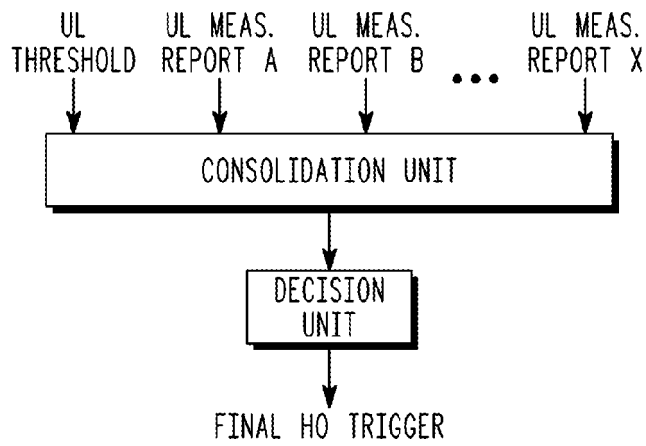 UL THRESHOLD
UL MEAS. REPORT A
UL MEAS. REPORT B
...
UL MEAS. REPORT X
CONSOLIDATION UNIT
DECISION
UNIT
FINAL HO TRIGGER